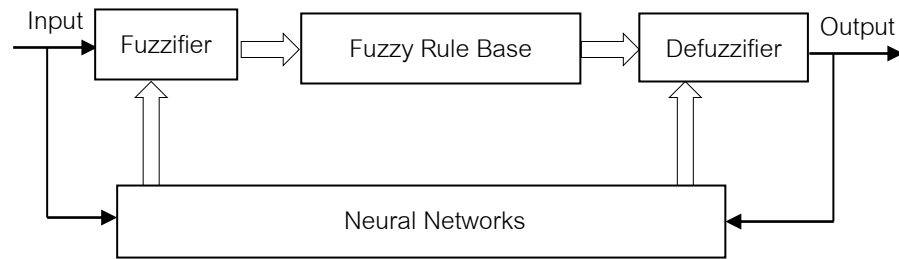 Input
Fuzzifier
Fuzzy Rule Base
Defuzzifier
Output
Neural Networks